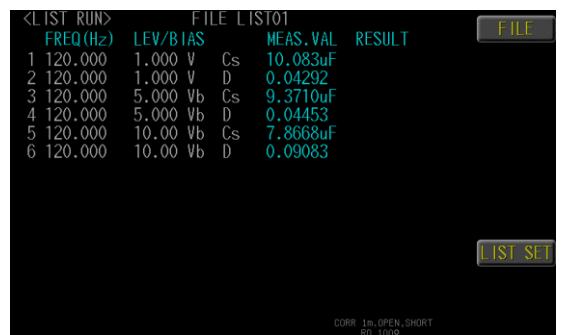 <LIST RUN> FILE LIST01 FILE
FREQ(Hz) LEV/BIAS MEAS.VAL RESULT
1 120.000 1.000 V Cs 10.083uF
2 120.000 1.000 V D 0.04292
3 120.000 5.000 Vb Cs 9.3710uF
4 120.000 5.000 Vb D 0.04453
5 120.000 10.00 Vb Cs 7.8668uF
6 120.000 10.00 Vb D 0.09083
LIST SET
CORR 1m.OPEN,SHORT